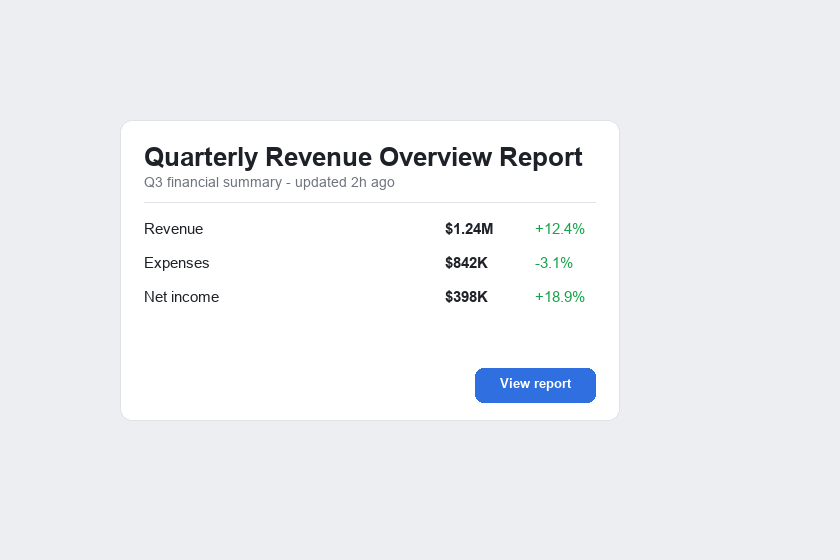 Quarterly Revenue Overview Report
Q3 financial summary - updated 2h ago
Revenue $1.24M +12.4%
Expenses $842K -3.1%
Net income $398K +18.9%
View report